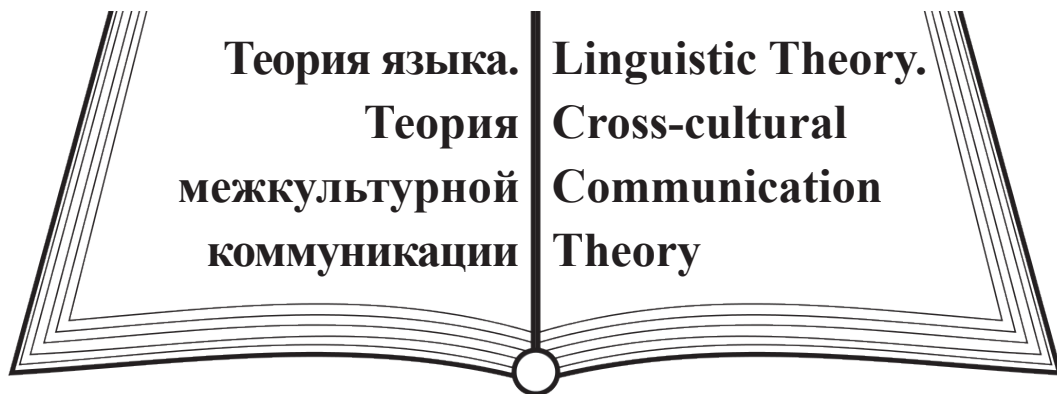 Теория языка.
Теория
межкультурной
коммуникации
Linguistic Theory.
Cross-cultural
Communication
Theory